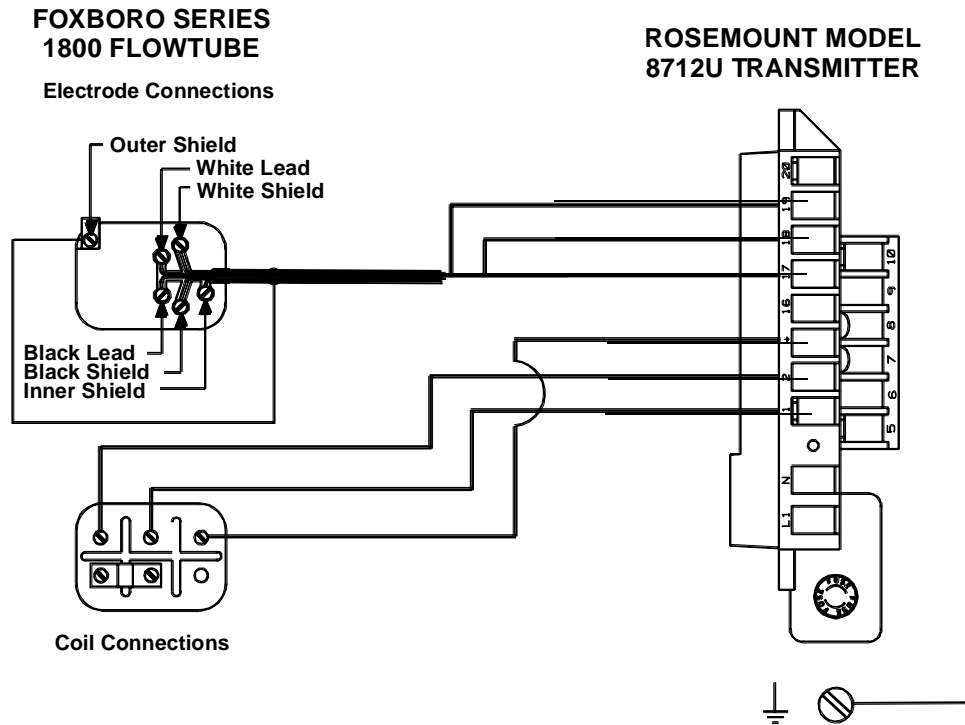 FOXBORO SERIES
1800 FLOWTUBE
ROSEMOUNT MODEL
8712U TRANSMITTER
Electrode Connections
Outer Shield
White Lead
White Shield
Black Lead
Black Shield
Inner Shield
Coil Connections
20
19
18
17
16
2
1
N
L1
10
9
8
7
6
5
FUSE
FUSE